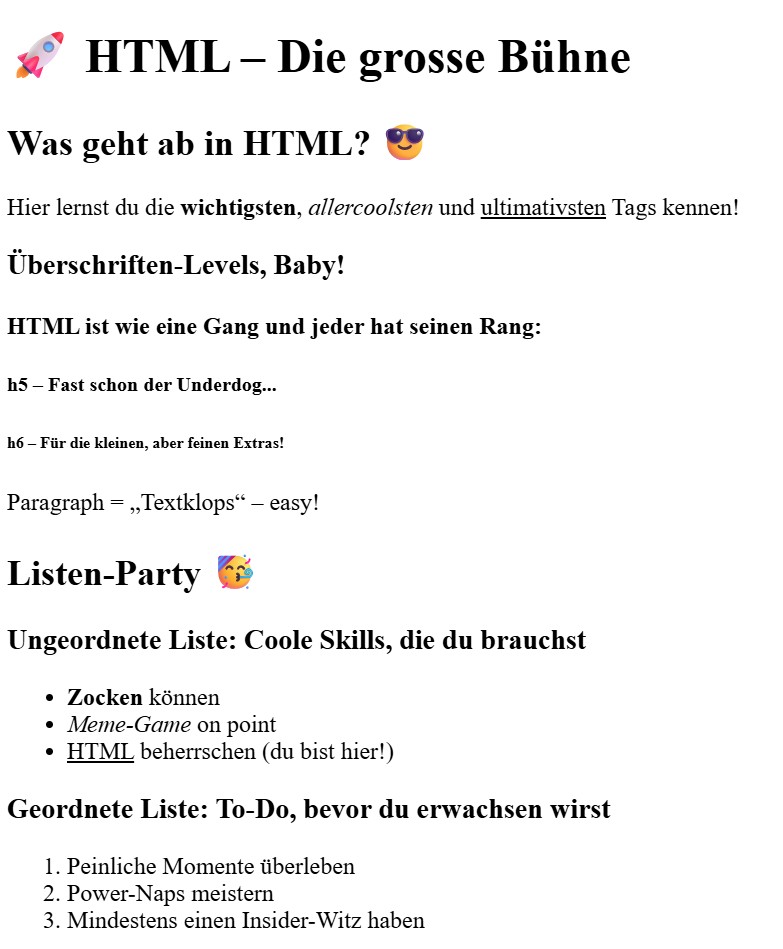 🚀 HTML – Die grosse Bühne
Was geht ab in HTML? 😎
Hier lernst du die wichtigsten, allercoolsten und ultimativsten Tags kennen!
Überschriften-Levels, Baby!
HTML ist wie eine Gang und jeder hat seinen Rang:
h5 – Fast schon der Underdog...
h6 – Für die kleinen, aber feinen Extras!
Paragraph = „Textklops“ – easy!
Listen-Party 🥳
Ungeordnete Liste: Coole Skills, die du brauchst
• Zocken können
• Meme-Game on point
• HTML beherrschen (du bist hier!)
Geordnete Liste: To-Do, bevor du erwachsen wirst
1. Peinliche Momente überleben
2. Power-Naps meistern
3. Mindestens einen Insider-Witz haben